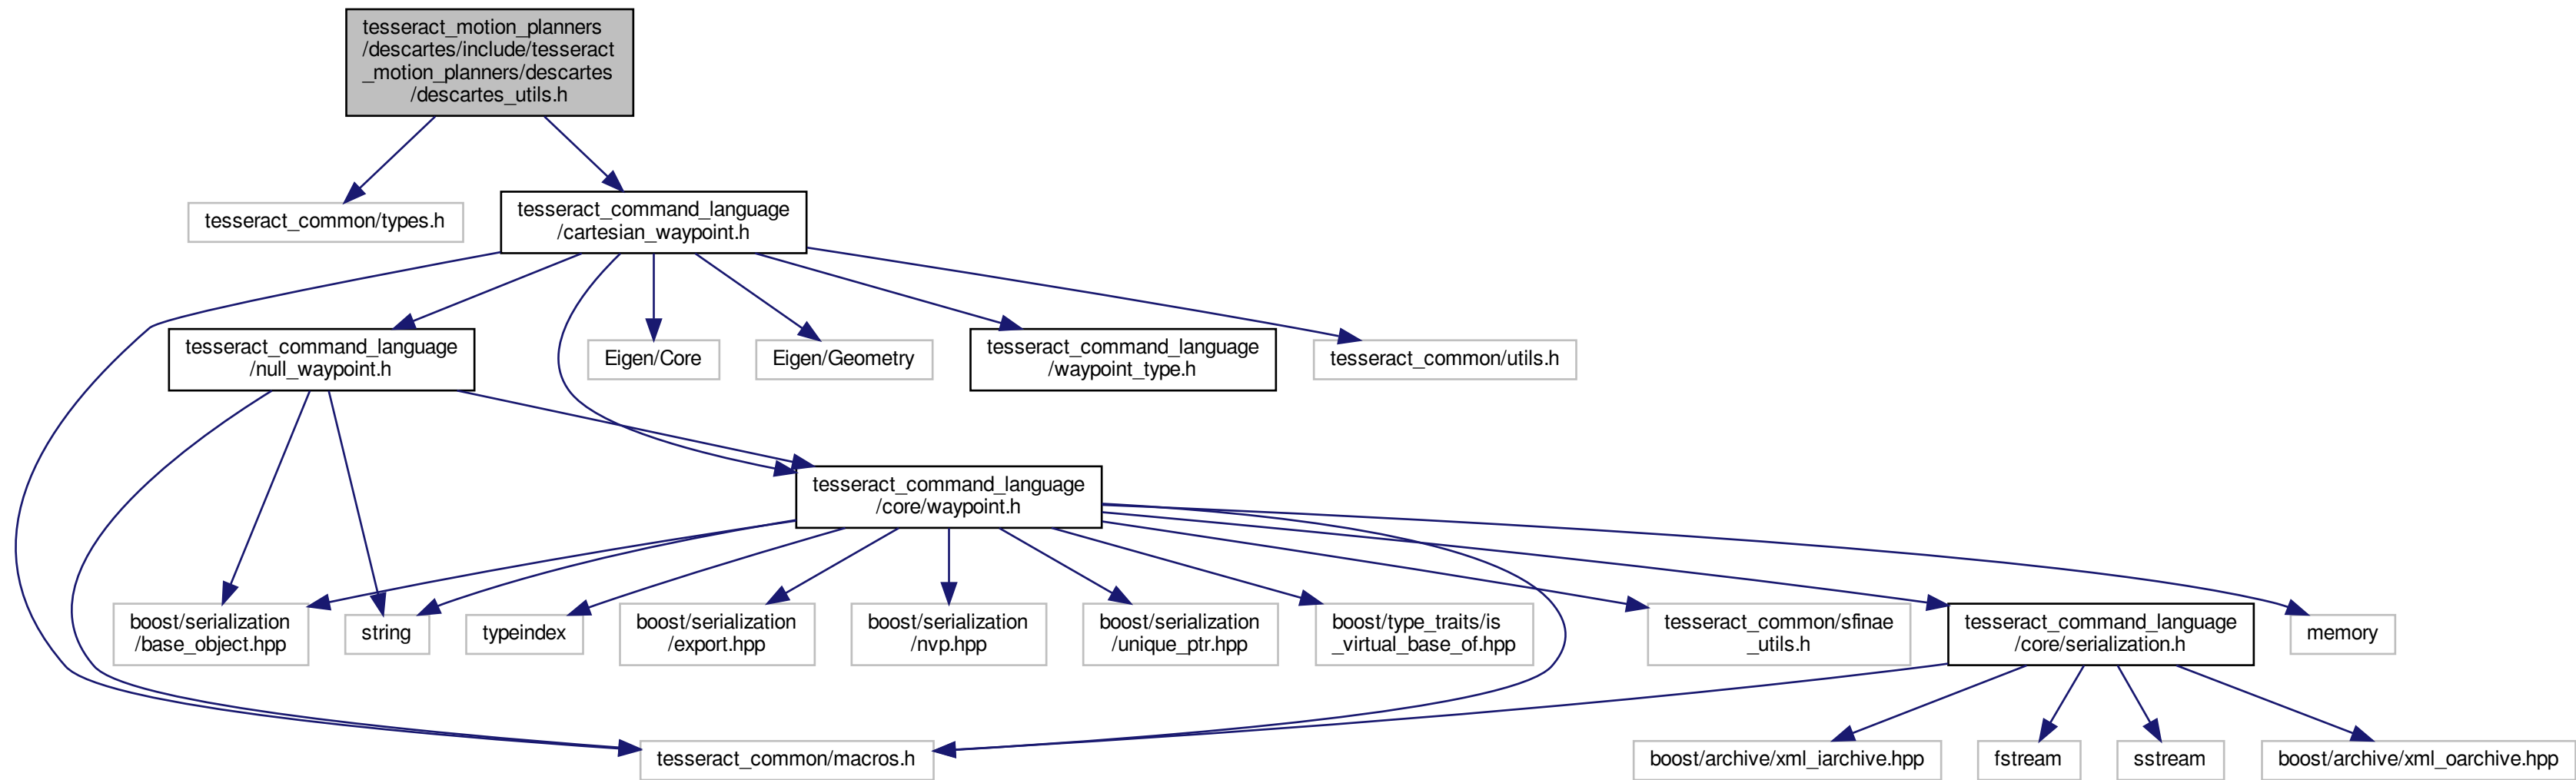 tesseract_motion_planners
/descartes/include/tesseract
_motion_planners/descartes
/descartes_utils.h
tesseract_common/types.h
tesseract_command_language
/cartesian_waypoint.h
tesseract_command_language
/null_waypoint.h
Eigen/Core
Eigen/Geometry
tesseract_command_language
/waypoint_type.h
tesseract_common/utils.h
tesseract_command_language
/core/waypoint.h
boost/serialization
/base_object.hpp
string
typeindex
boost/serialization
/export.hpp
boost/serialization
/nvp.hpp
boost/serialization
/unique_ptr.hpp
boost/type_traits/is
_virtual_base_of.hpp
tesseract_common/sfinae
_utils.h
tesseract_command_language
/core/serialization.h
memory
tesseract_common/macros.h
boost/archive/xml_iarchive.hpp
fstream
sstream
boost/archive/xml_oarchive.hpp